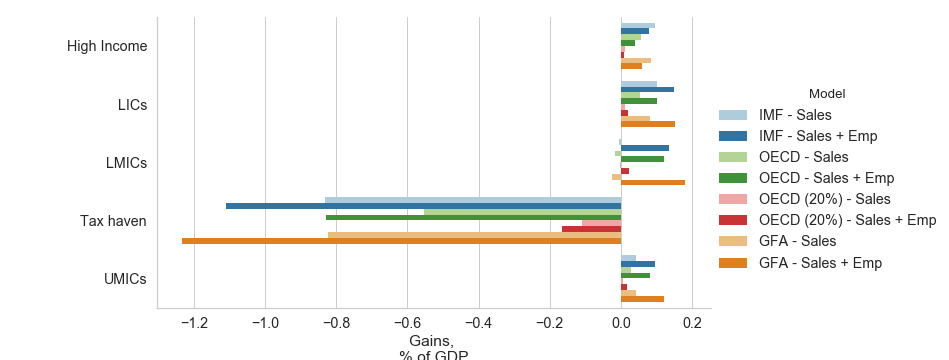 High Income
LICs
LMICs
Tax haven
UMICs
−1.2 −1.0 −0.8 −0.6 −0.4 −0.2 0.0 0.2
Gains,
% of GDP
Model
IMF - Sales
IMF - Sales + Emp
OECD - Sales
OECD - Sales + Emp
OECD (20%) - Sales
OECD (20%) - Sales + Emp
GFA - Sales
GFA - Sales + Emp